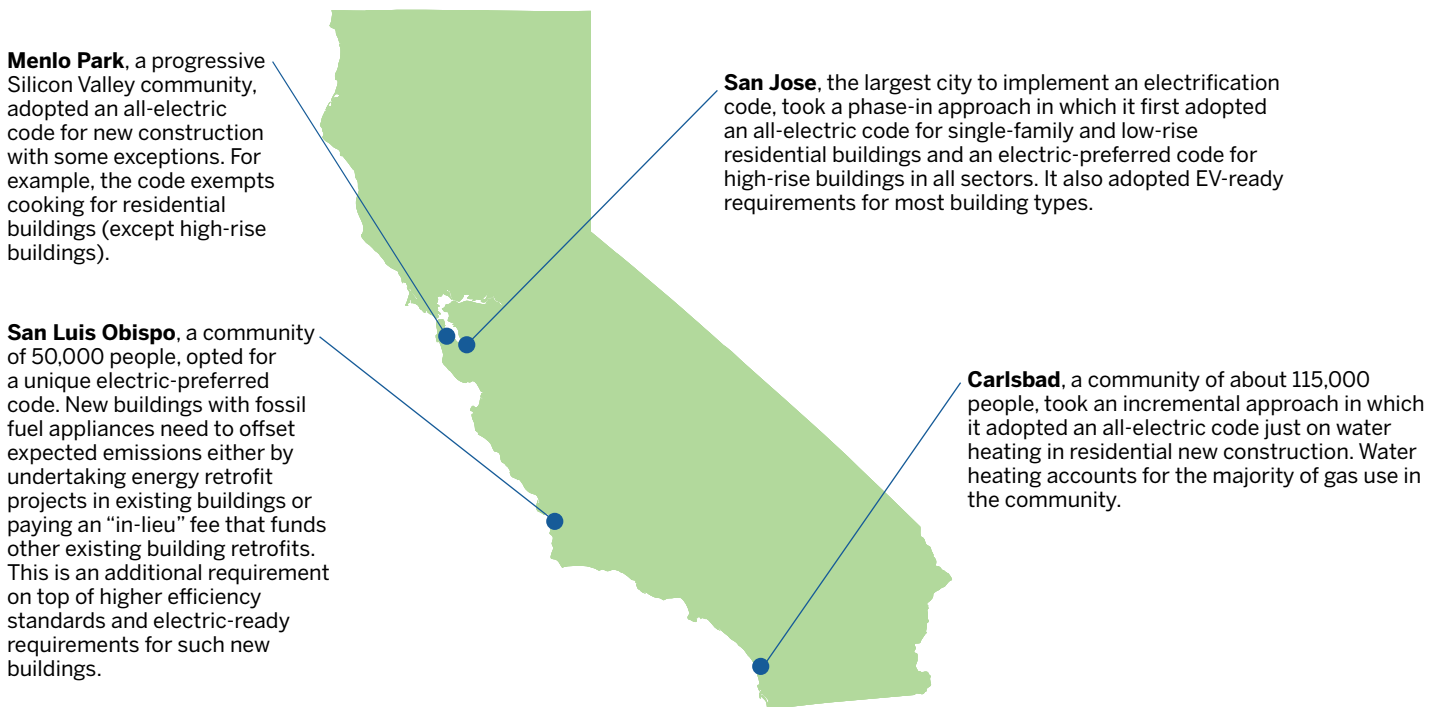 Menlo Park, a progressive
Silicon Valley community,
adopted an all-electric
code for new construction
with some exceptions. For
example, the code exempts
cooking for residential
buildings (except high-rise
buildings).
San Jose, the largest city to implement an electrification
code, took a phase-in approach in which it first adopted
an all-electric code for single-family and low-rise
residential buildings and an electric-preferred code for
high-rise buildings in all sectors. It also adopted EV-ready
requirements for most building types.
San Luis Obispo, a community
of 50,000 people, opted for
a unique electric-preferred
code. New buildings with fossil
fuel appliances need to offset
expected emissions either by
undertaking energy retrofit
projects in existing buildings or
paying an “in-lieu” fee that funds
other existing building retrofits.
This is an additional requirement
on top of higher efficiency
standards and electric-ready
requirements for such new
buildings.
Carlsbad, a community of about 115,000
people, took an incremental approach in which
it adopted an all-electric code just on water
heating in residential new construction. Water
heating accounts for the majority of gas use in
the community.